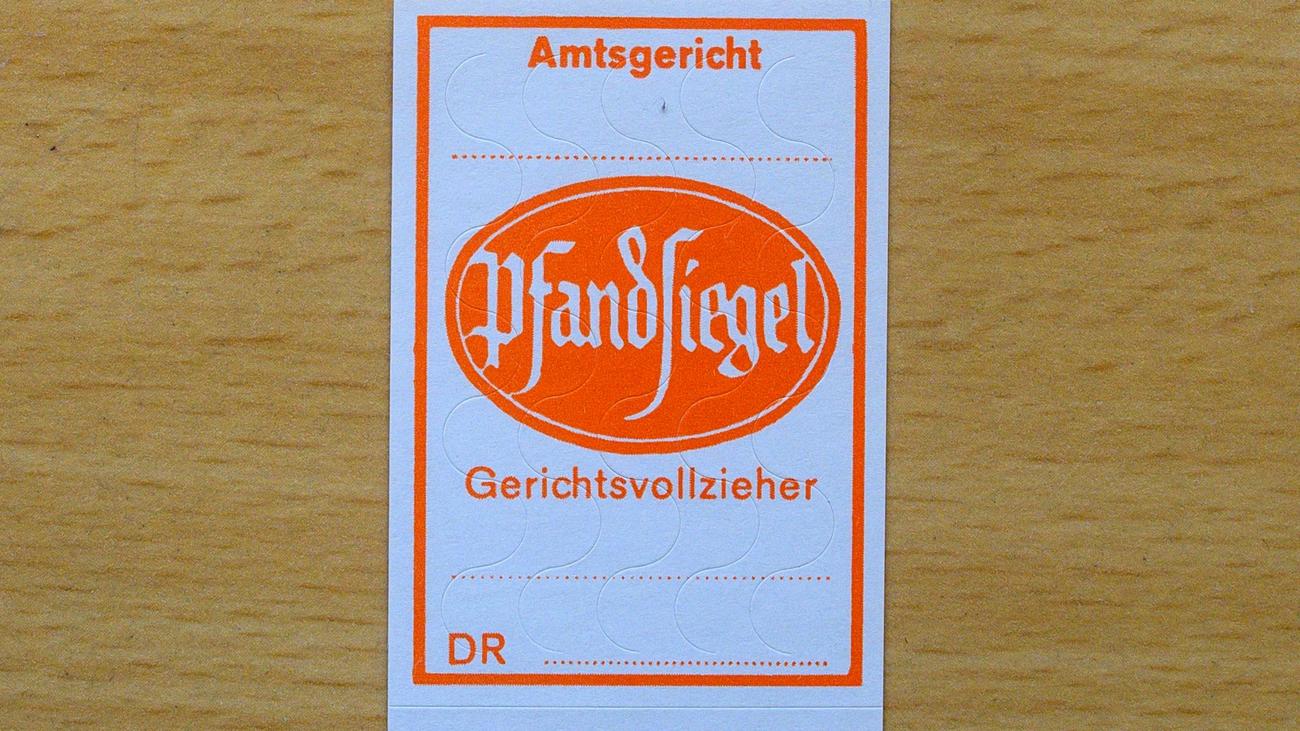 Amtsgericht
Pfandſiegel
Gerichtsvollzieher
DR